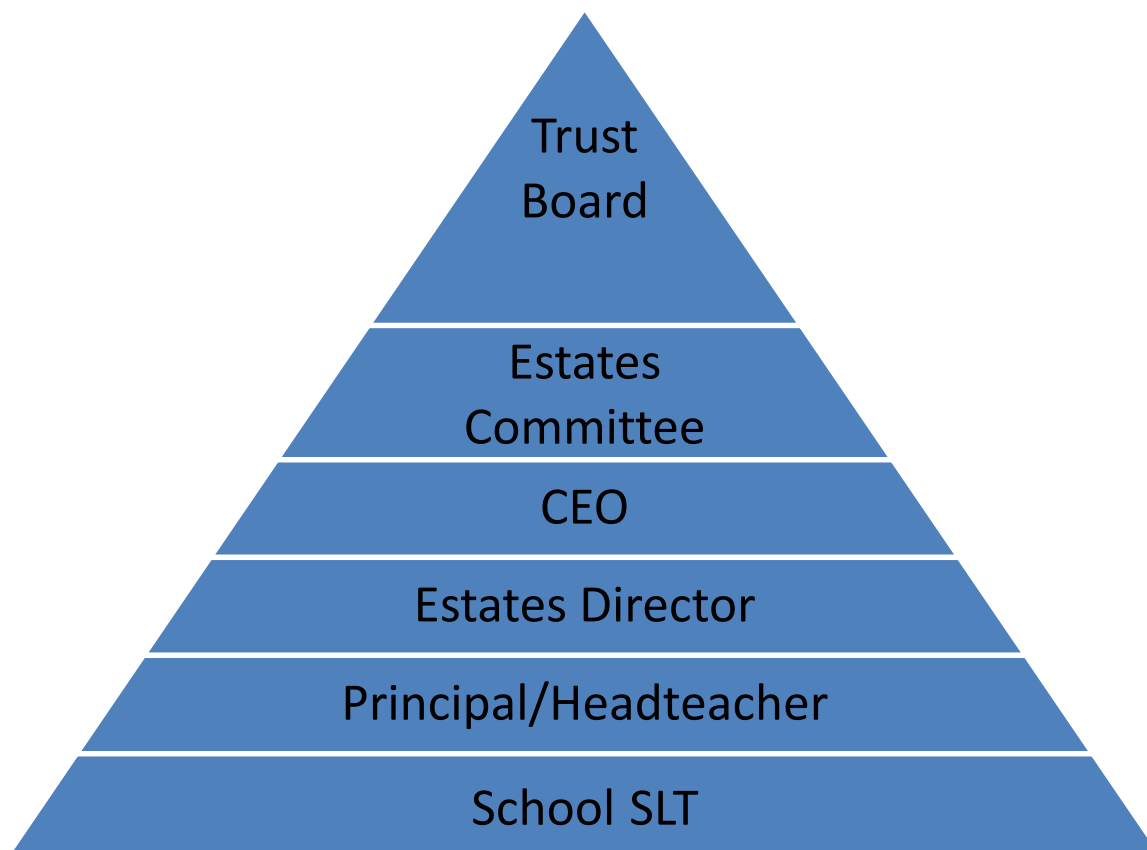 Trust
Board
Estates
Committee
CEO
Estates Director
Principal/Headteacher
School SLT